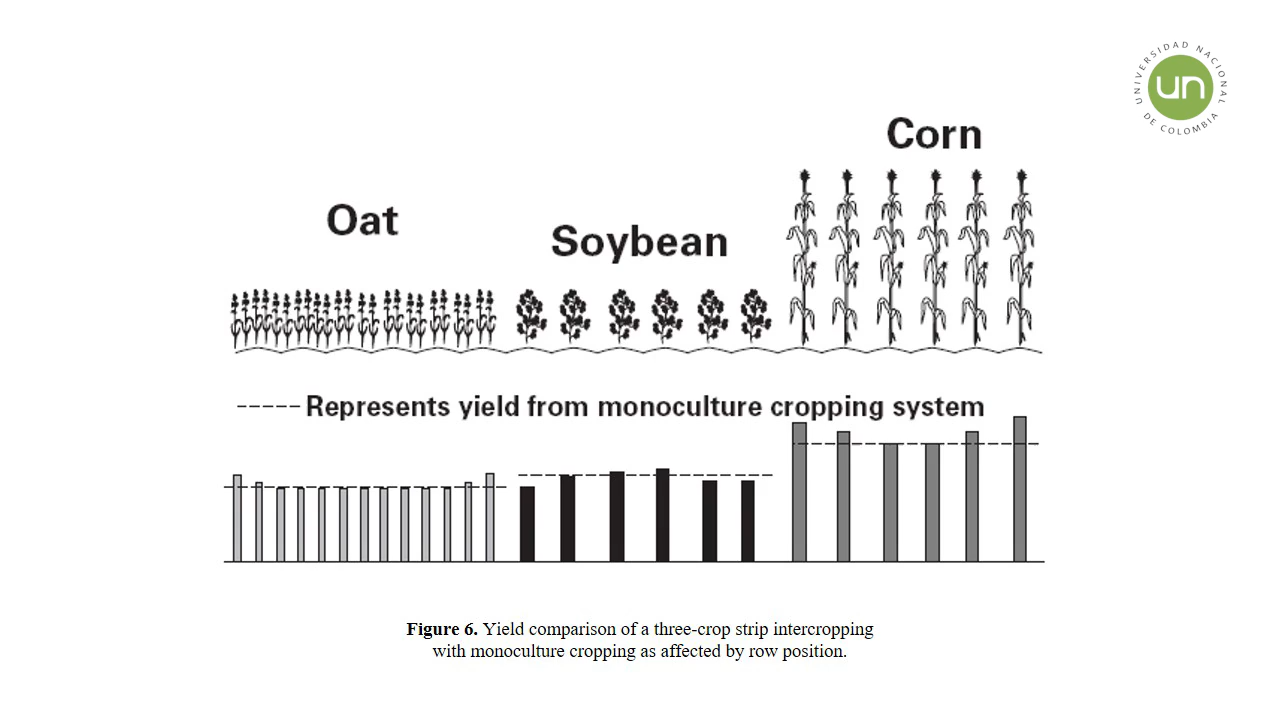 UNIVERSIDAD NACIONAL
DE COLOMBIA
un
Corn
Oat
Soybean
----- Represents yield from monoculture cropping system
Figure 6. Yield comparison of a three-crop strip intercropping
with monoculture cropping as affected by row position.